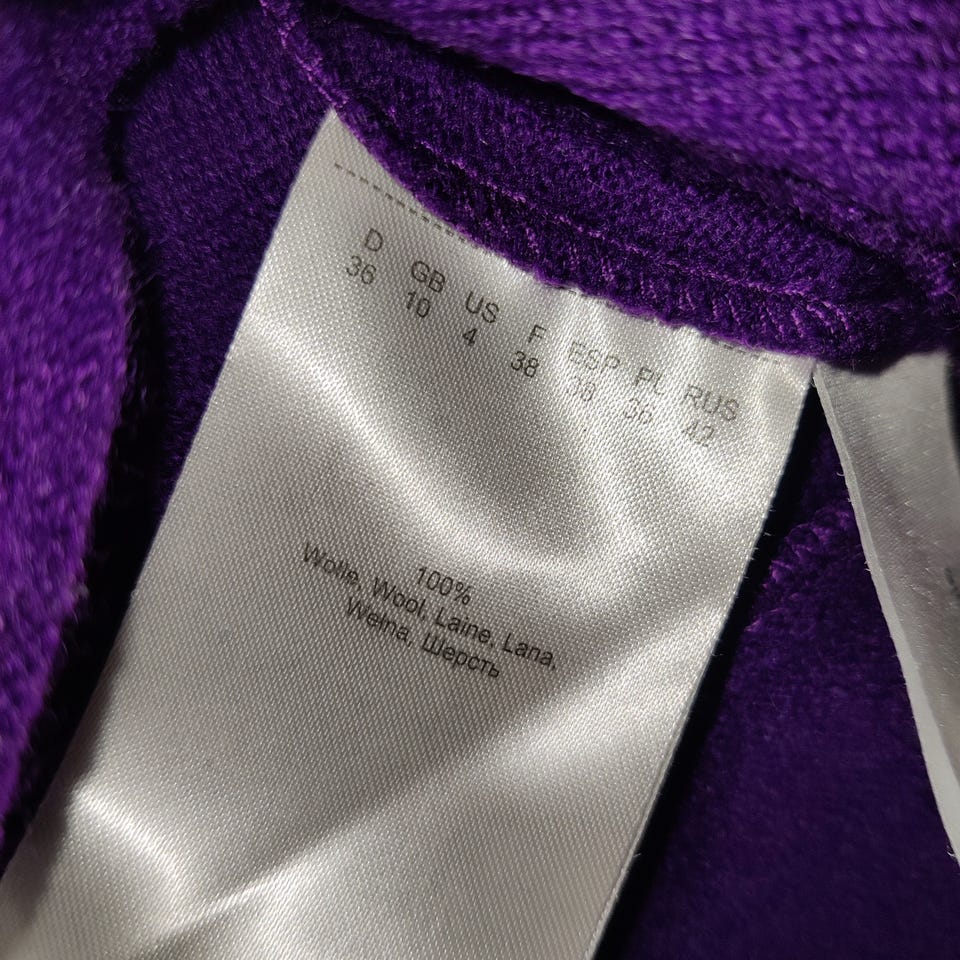 D GB US F ESP PL RUS
36 10 4 38 38 36 42
100%
Wolle, Wool, Laine, Lana,
Wełna, Шерсть